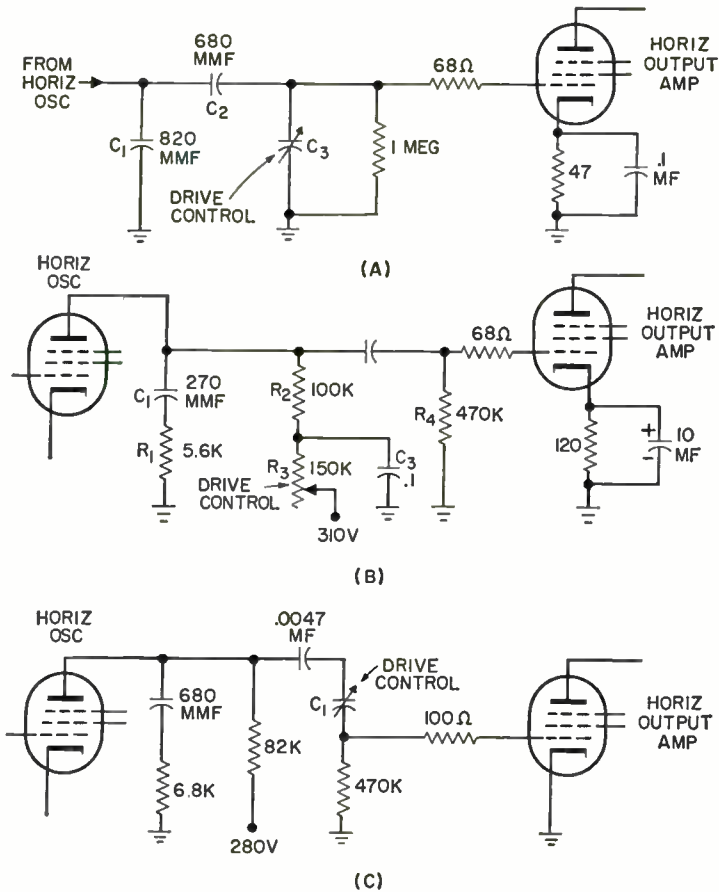 680
MMF
FROM
HORIZ
OSC
C2
C1
820
MMF
C3
DRIVE
CONTROL
1 MEG
68Ω
HORIZ
OUTPUT
AMP
47
.1
MF
(A)
HORIZ
OSC
C1
270
MMF
R1
5.6K
R2
100K
R3
150K
DRIVE
CONTROL
310V
C3
.1
R4
470K
68Ω
HORIZ
OUTPUT
AMP
120
+
-
10
MF
(B)
HORIZ
OSC
680
MMF
6.8K
82K
280V
.0047
MF
C1
DRIVE
CONTROL
470K
100Ω
HORIZ
OUTPUT
AMP
(C)